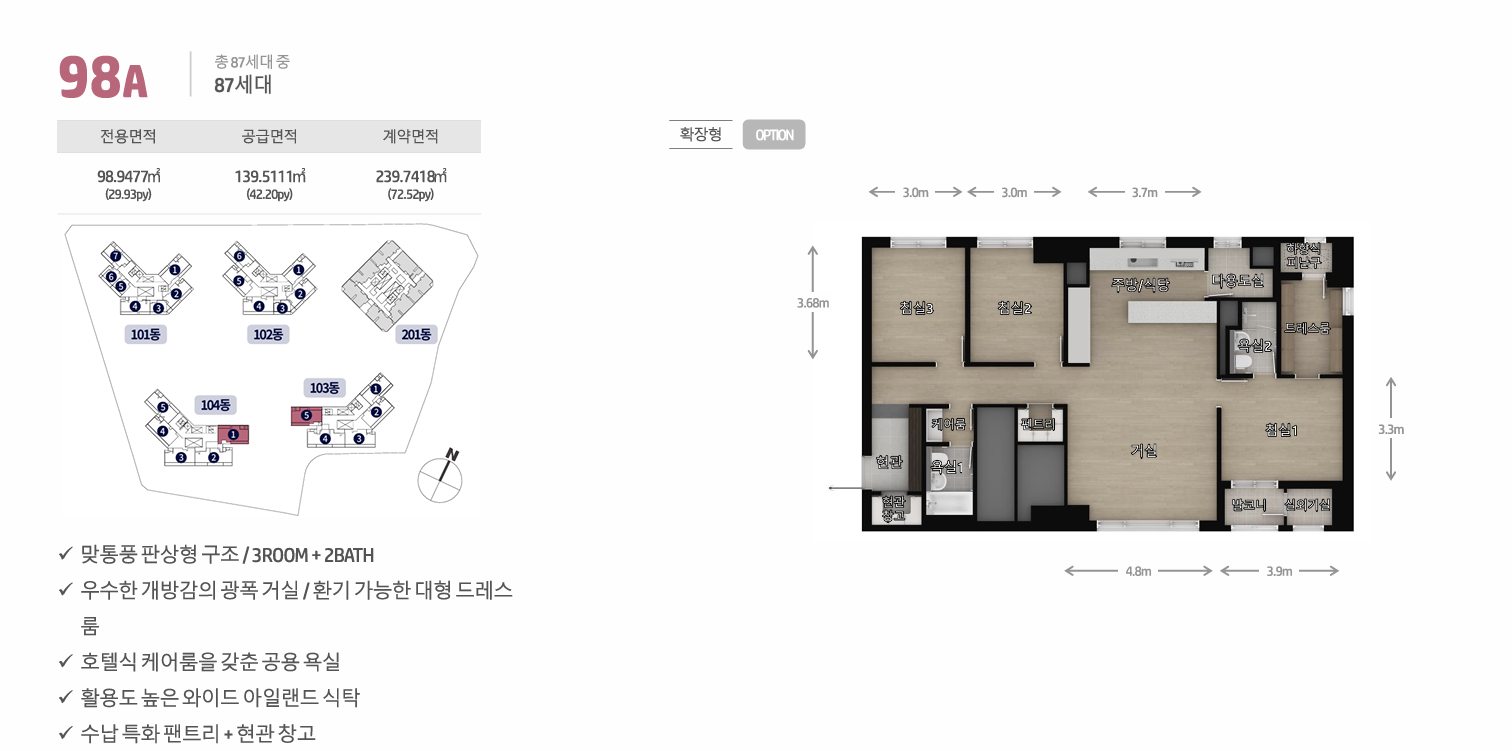 98A
총 87세대 중
87세대
전용면적 공급면적 계약면적
98.9477㎡ 139.5111㎡ 239.7418㎡
(29.93py) (42.20py) (72.52py)
7 1 6 5 2 4 3
101동
6 1 5 2 4 3
102동
201동
104동
5 4 1 3 2
103동
1 5 2 4 3
N
맞통풍 판상형 구조 / 3ROOM + 2BATH
우수한 개방감의 광폭 거실 / 환기 가능한 대형 드레스
룸
호텔식 케어룸을 갖춘 공용 욕실
활용도 높은 와이드 아일랜드 식탁
수납 특화 팬트리 + 현관 창고
확장형 OPTION
3.0m 3.0m 3.7m
3.68m
하향식
피난구
주방/식당 다용도실
침실3 침실2
드레스룸
욕실2
케어룸 팬트리
침실1
3.3m
거실
현관 욕실1
현관
창고
발코니 실외기실
4.8m 3.9m